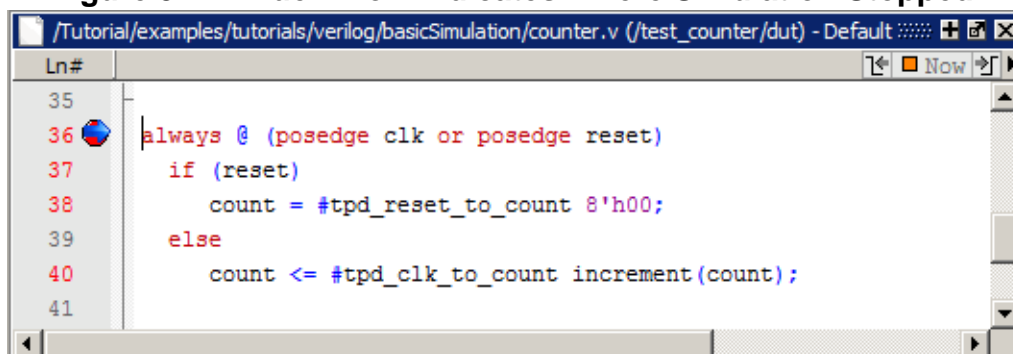 /Tutorial/examples/tutorials/verilog/basicSimulation/counter.v (/test_counter/dut) - Default
Ln#
Now
35
36 always @ (posedge clk or posedge reset)
37 if (reset)
38 count = #tpd_reset_to_count 8'h00;
39 else
40 count <= #tpd_clk_to_count increment(count);
41